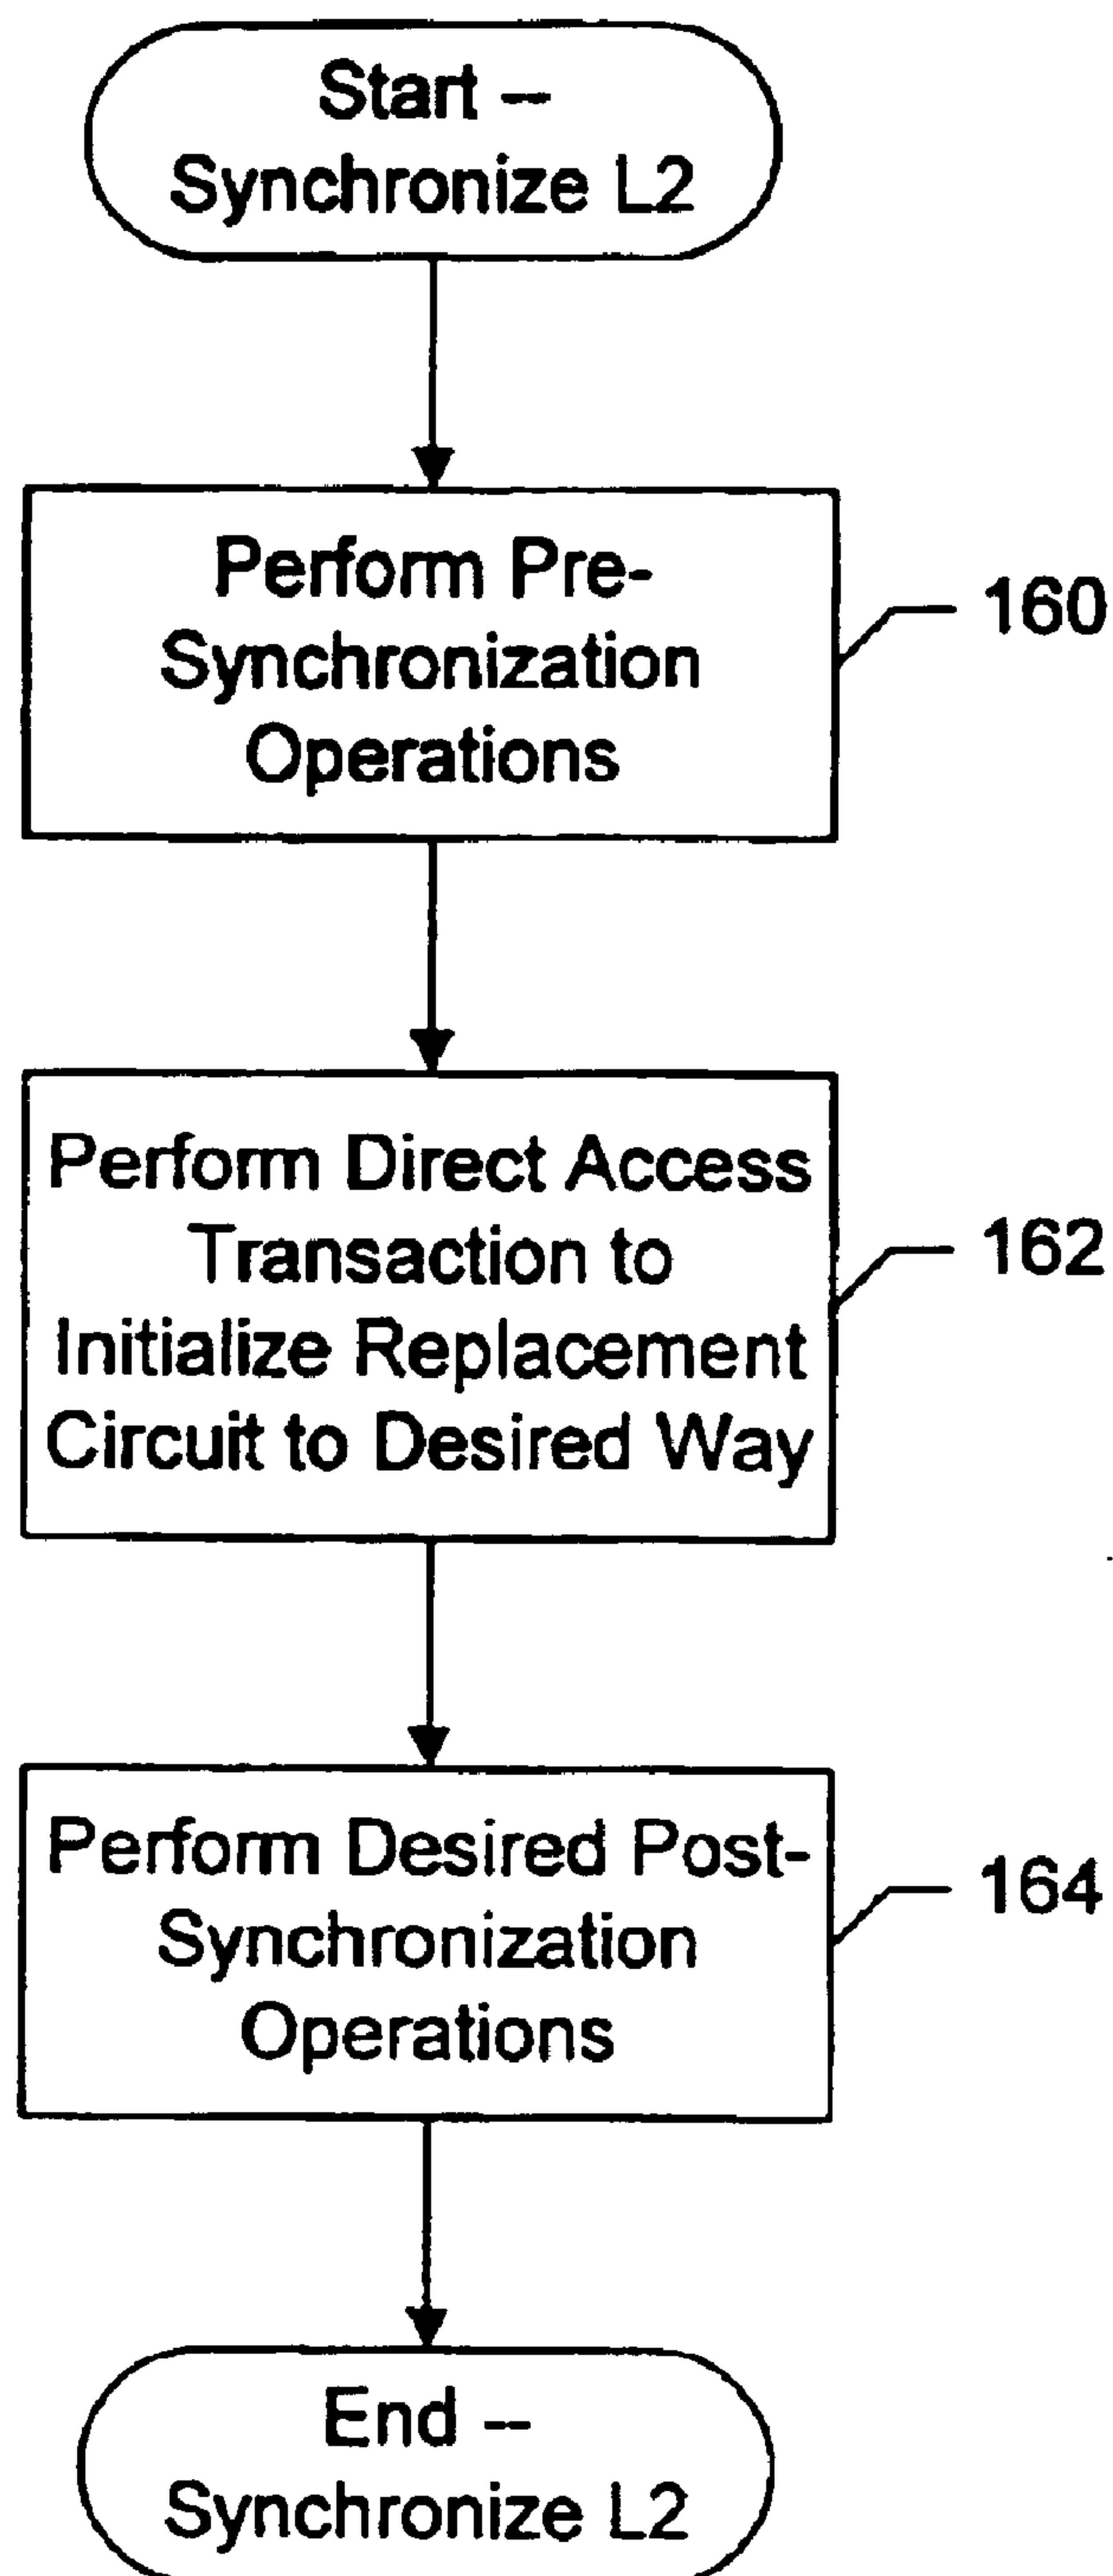 Start --
Synchronize L2
Perform Pre-
Synchronization
Operations
160
Perform Direct Access
Transaction to
Initialize Replacement
Circuit to Desired Way
162
Perform Desired Post-
Synchronization
Operations
164
End --
Synchronize L2